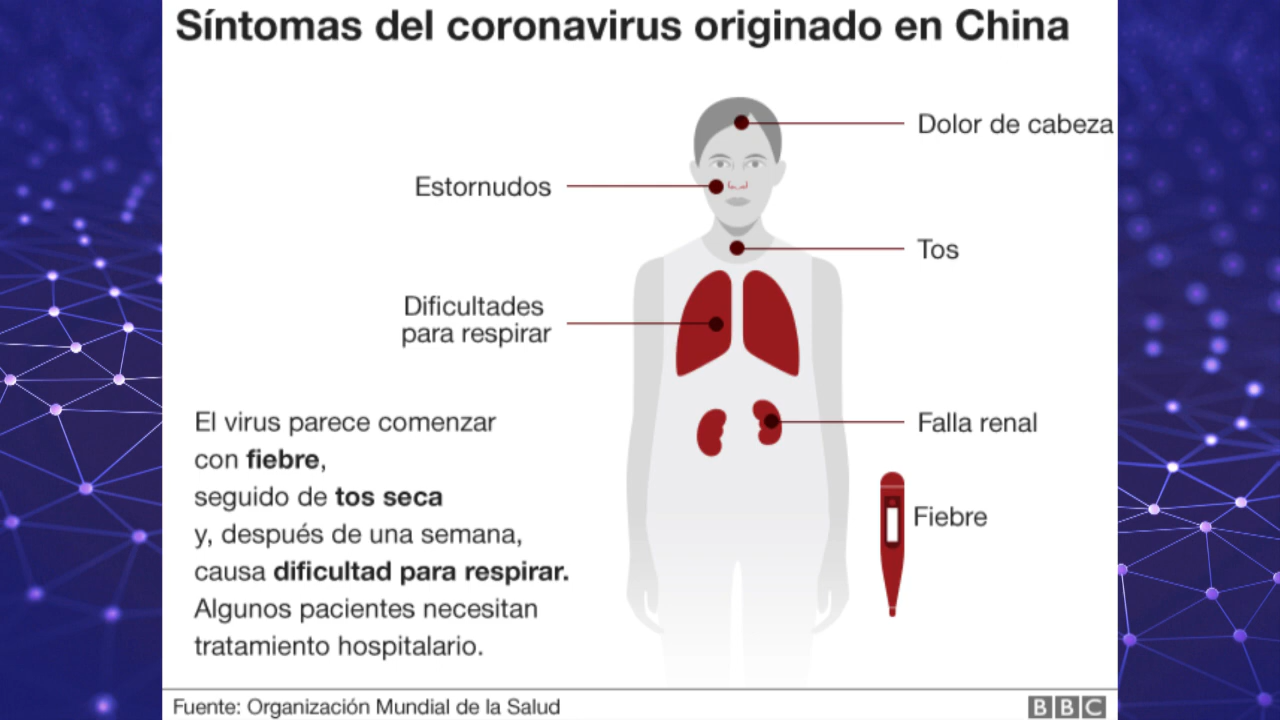 Síntomas del coronavirus originado en China
Dolor de cabeza
Estornudos
Tos
Dificultades
para respirar
El virus parece comenzar
con fiebre,
seguido de tos seca
y, después de una semana,
causa dificultad para respirar.
Algunos pacientes necesitan
tratamiento hospitalario.
Falla renal
Fiebre
Fuente: Organización Mundial de la Salud
BBC